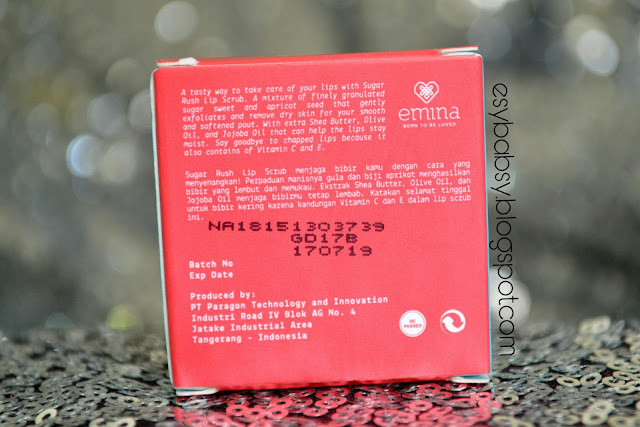 A tasty way to take care of your lips with Sugar
Rush Lip Scrub. A mixture of finely granulated
sugar sweet and apricot seed that gently
exfoliates and remove dry skin for your smooth
and softened pout. With extra Shea Butter, Olive
Oil, and Jojoba Oil that can help the lips stay
moist. Say goodbye to chapped lips because it
also contains of Vitamin C and E.
emina
BORN TO BE LOVED
Sugar Rush Lip Scrub menjaga bibir kamu dengan cara yang
menyenangkan! Perpaduan manisnya gula dan biji aprikot menghasilkan
bibir yang lembut dan memukau. Ekstrak Shea Butter, Olive Oil, dan
Jojoba Oil menjaga bibirmu tetap lembab. Katakan selamat tinggal
untuk bibir kering karena kandungan Vitamin C dan E dalam lip scrub
ini.
NA18151303739
GD17B
170719
Batch No
Exp Date
Produced by:
PT Paragon Technology and Innovation
Industri Road IV Blok AG No. 4
Jatake Industrial Area
Tangerang - Indonesia
QC
PASSED
esybabsy.blogspot.com